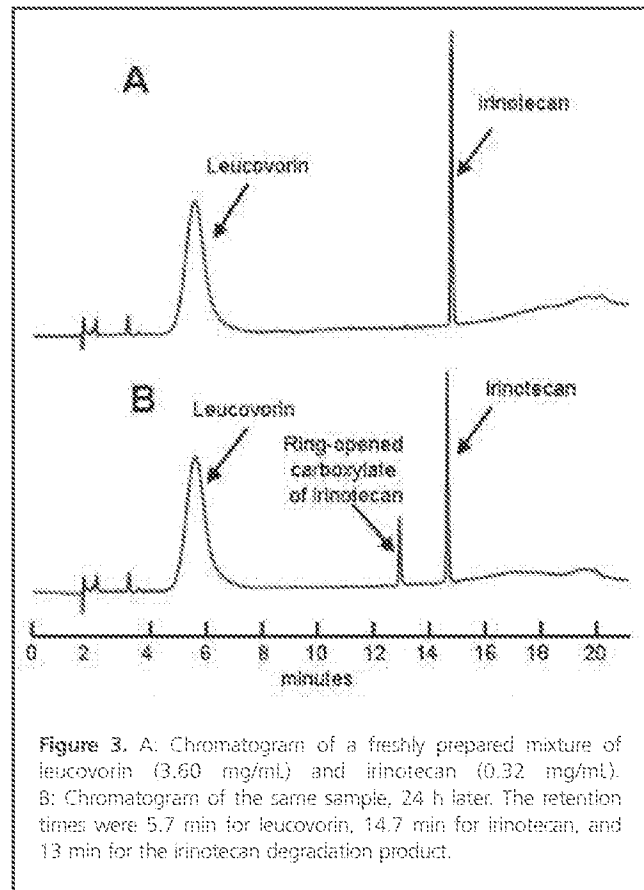 A
Irinotecan
Leucovorin
B
Leucovorin
Irinotecan
Ring-opened
carboxylate
of Irinotecan
0 2 4 6 8 10 12 14 16 18 20
minutes
Figure 3. A: Chromatogram of a freshly prepared mixture of
leucovorin (3.60 mg/mL) and irinotecan (0.32 mg/mL).
B: Chromatogram of the same sample, 24 h later. The retention
times were 5.7 min for leucovorin, 14.7 min for irinotecan, and
13 min for the irinotecan degradation product.